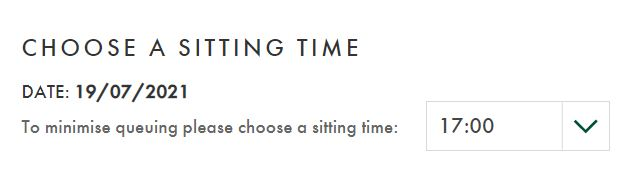 CHOOSE A SITTING TIME
DATE: 19/07/2021
To minimise queuing please choose a sitting time: 17:00